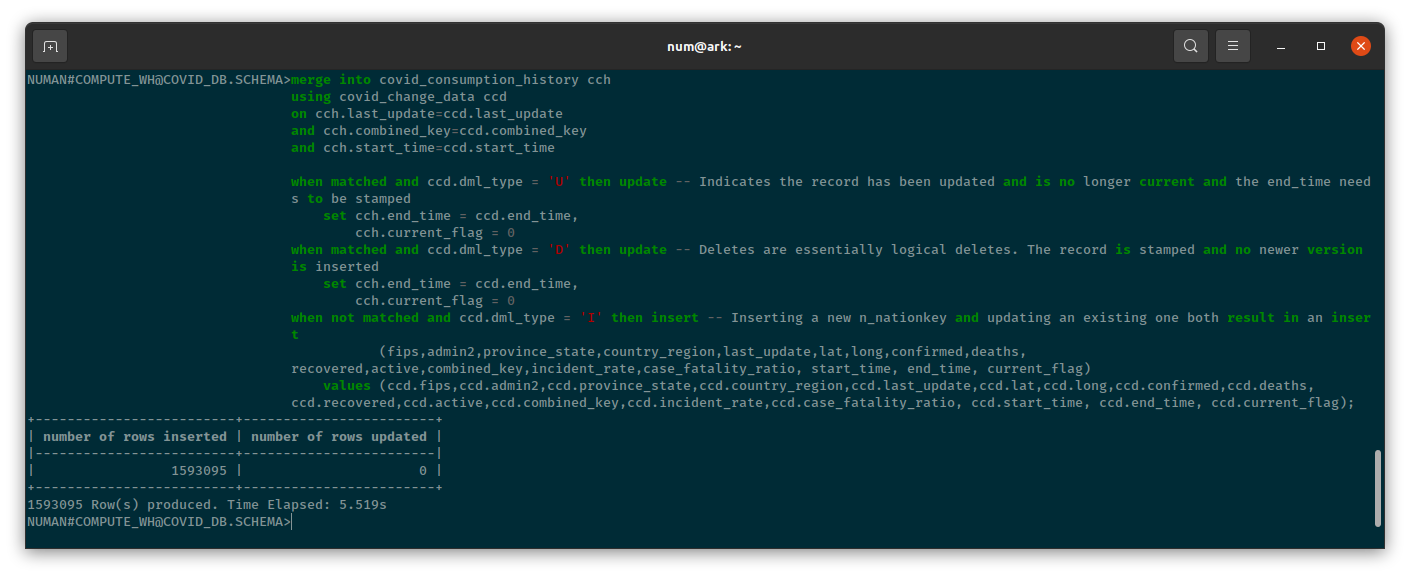 num@ark: ~
NUMAN#COMPUTE_WH@COVID_DB.SCHEMA>merge into covid_consumption_history cch
using covid_change_data ccd
on cch.last_update=ccd.last_update
and cch.combined_key=ccd.combined_key
and cch.start_time=ccd.start_time
when matched and ccd.dml_type = 'U' then update -- Indicates the record has been updated and is no longer current and the end_time need
s to be stamped
set cch.end_time = ccd.end_time,
cch.current_flag = 0
when matched and ccd.dml_type = 'D' then update -- Deletes are essentially logical deletes. The record is stamped and no newer version
is inserted
set cch.end_time = ccd.end_time,
cch.current_flag = 0
when not matched and ccd.dml_type = 'I' then insert -- Inserting a new n_nationkey and updating an existing one both result in an inser
t
(fips,admin2,province_state,country_region,last_update,lat,long,confirmed,deaths,
recovered,active,combined_key,incident_rate,case_fatality_ratio, start_time, end_time, current_flag)
values (ccd.fips,ccd.admin2,ccd.province_state,ccd.country_region,ccd.last_update,ccd.lat,ccd.long,ccd.confirmed,ccd.deaths,
ccd.recovered,ccd.active,ccd.combined_key,ccd.incident_rate,ccd.case_fatality_ratio, ccd.start_time, ccd.end_time, ccd.current_flag);
+-------------------------+------------------------+
| number of rows inserted | number of rows updated |
|-------------------------+------------------------|
| 1593095 | 0 |
+-------------------------+------------------------+
1593095 Row(s) produced. Time Elapsed: 5.519s
NUMAN#COMPUTE_WH@COVID_DB.SCHEMA>